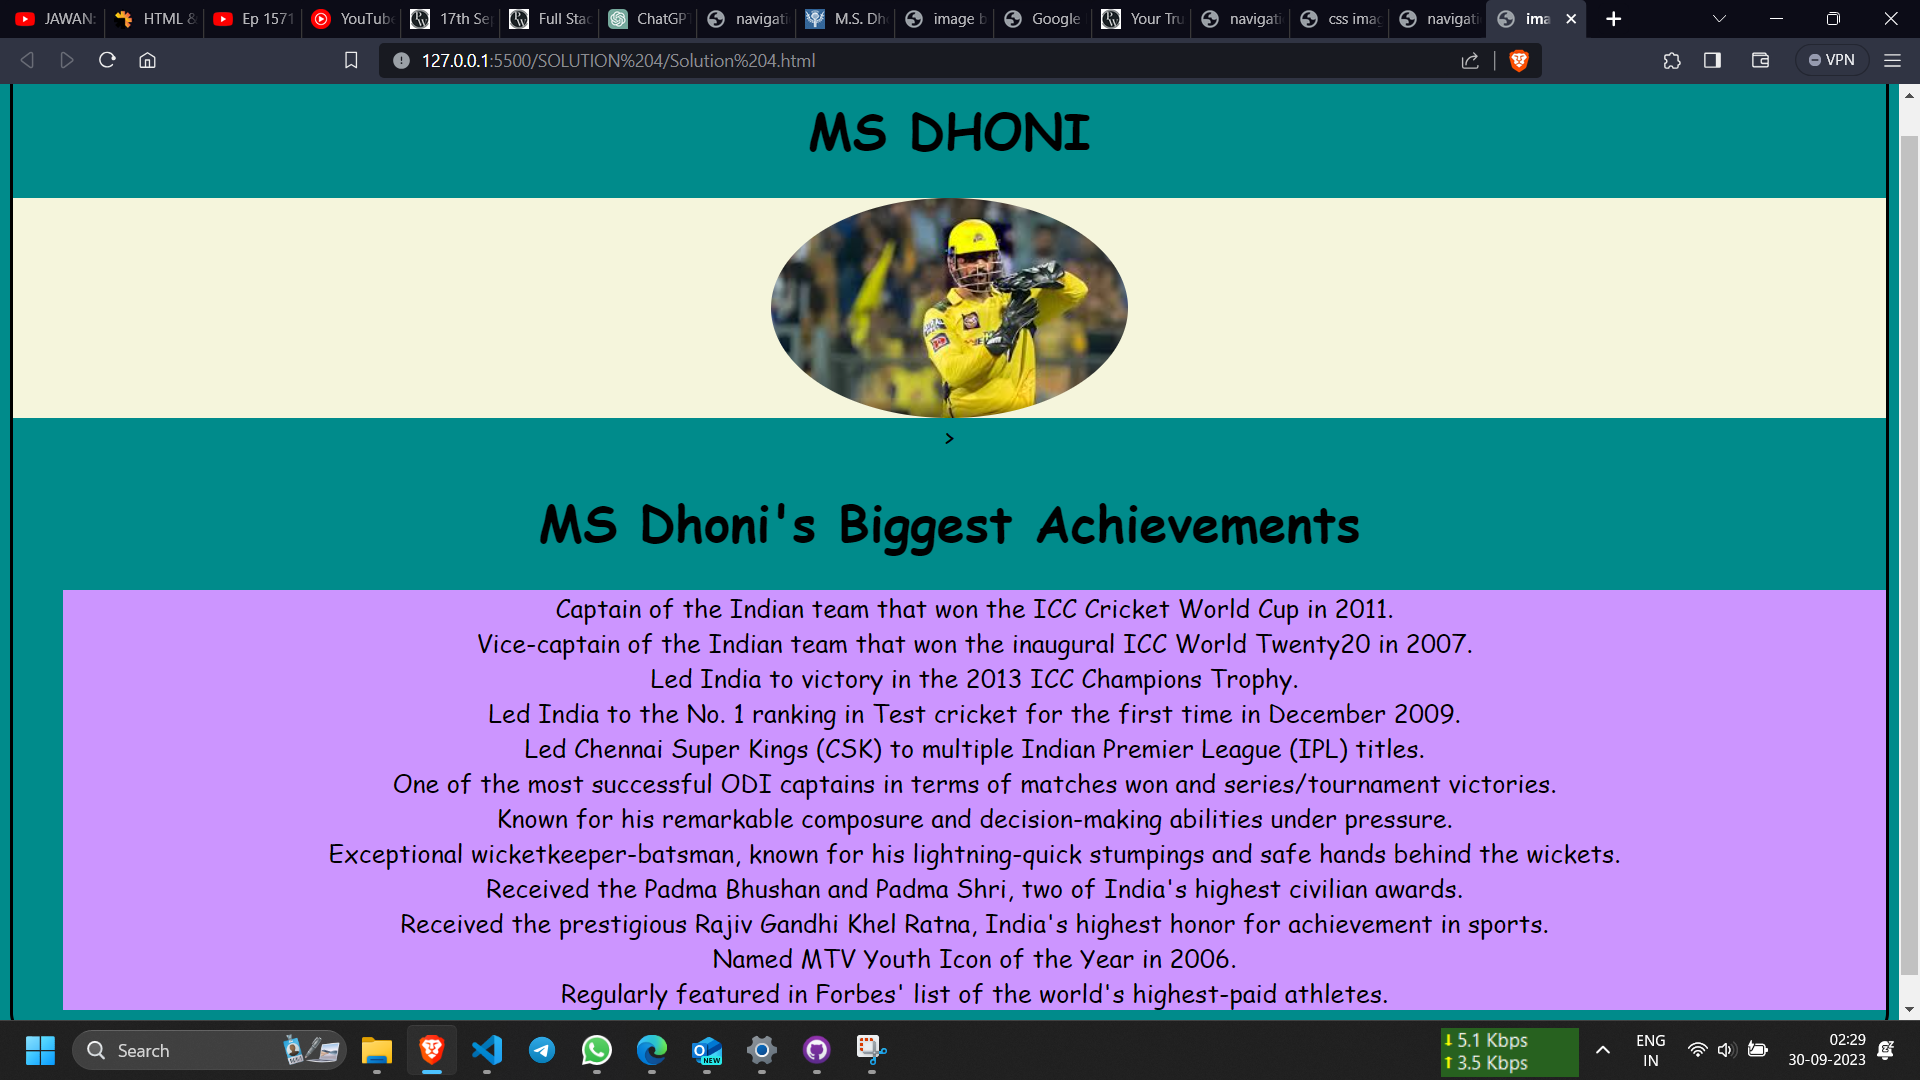 JAWAN:
HTML &
Ep 1571
YouTube
17th Sep
Full Stac
ChatGPT
navigati
M.S. Dho
image b
Google
Your Tru
navigati
css imag
navigati
ima
127.0.0.1:5500/SOLUTION%204/Solution%204.html
VPN
MS DHONI
>
MS Dhoni's Biggest Achievements
Captain of the Indian team that won the ICC Cricket World Cup in 2011.
Vice-captain of the Indian team that won the inaugural ICC World Twenty20 in 2007.
Led India to victory in the 2013 ICC Champions Trophy.
Led India to the No. 1 ranking in Test cricket for the first time in December 2009.
Led Chennai Super Kings (CSK) to multiple Indian Premier League (IPL) titles.
One of the most successful ODI captains in terms of matches won and series/tournament victories.
Known for his remarkable composure and decision-making abilities under pressure.
Exceptional wicketkeeper-batsman, known for his lightning-quick stumpings and safe hands behind the wickets.
Received the Padma Bhushan and Padma Shri, two of India's highest civilian awards.
Received the prestigious Rajiv Gandhi Khel Ratna, India's highest honor for achievement in sports.
Named MTV Youth Icon of the Year in 2006.
Regularly featured in Forbes' list of the world's highest-paid athletes.
Search
NEW
5.1 Kbps
3.5 Kbps
ENG
IN
02:29
30-09-2023